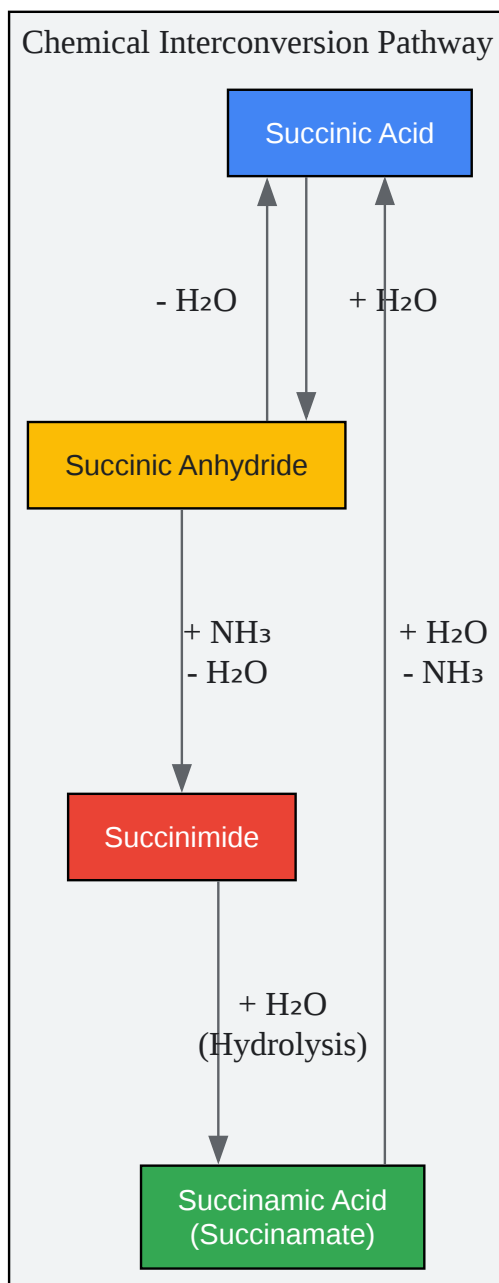 Chemical Interconversion Pathway
Succinic Acid
- H₂O
+ H₂O
Succinic Anhydride
+ NH₃
- H₂O
+ H₂O
- NH₃
Succinimide
+ H₂O
(Hydrolysis)
Succinamic Acid
(Succinamate)